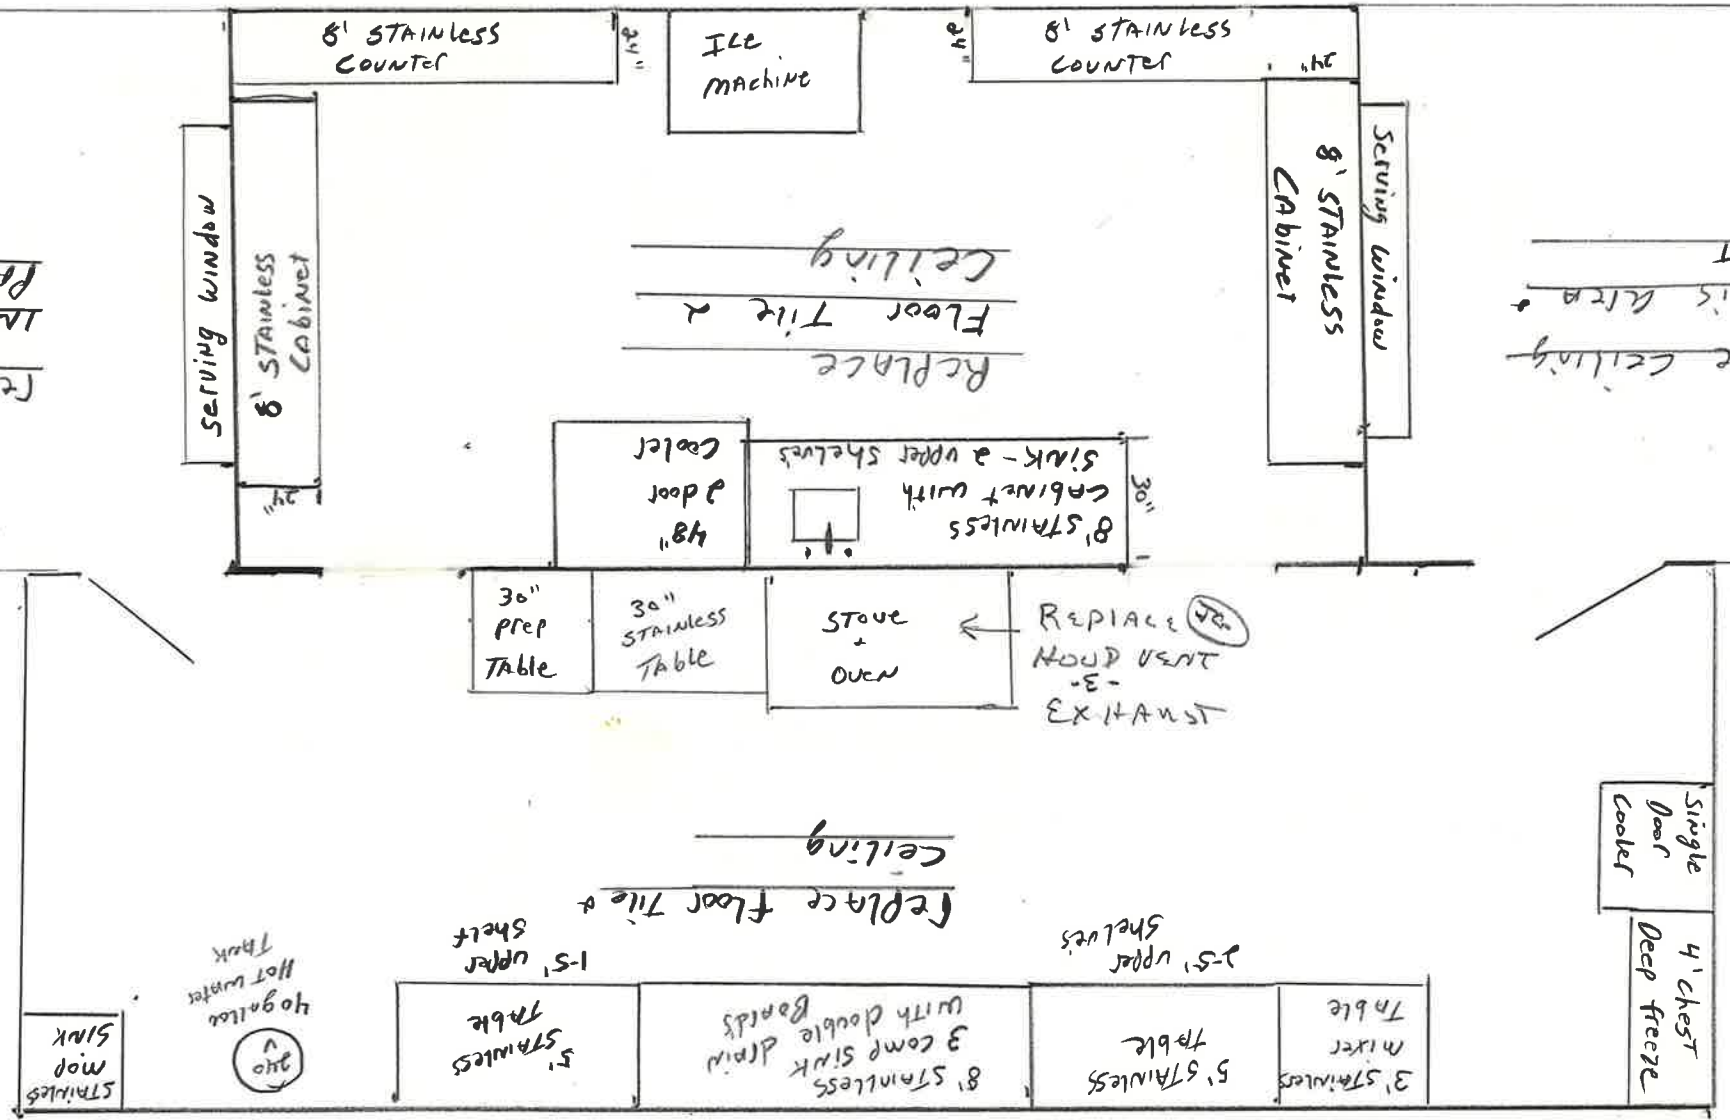 8' STAINLESS
COUNTER
24"
ICE
MACHINE
24"
8' STAINLESS
COUNTER
24"
serving window
8' STAINLESS
CABINET
24"
8' STAINLESS
CABINET
Serving window
REPLACE
FLOOR TILE &
CEILING
CEILING
48"
2 door
Cooler
8' STAINLESS
CABINET WITH
SINK - 2 upper shelves
30"
30"
prep
TABLE
30"
STAINLESS
TABLE
STOVE
+
OVEN
REPLACE
HOOD VENT
-3-
EXHAUST
Replace Floor Tile &
Ceiling
Single
Door
Cooler
4' chest
Deep freeze
3' STAINLESS
mixer
Table
2-5' upper
shelves
5' STAINLESS
table
8' STAINLESS
3 comp SINK drain
with double Boards
1-5' upper
shelf
5'
STAINLESS
TABLE
40 gallon
Hot water
Tank
240
V
STAINLESS
mop
SINK